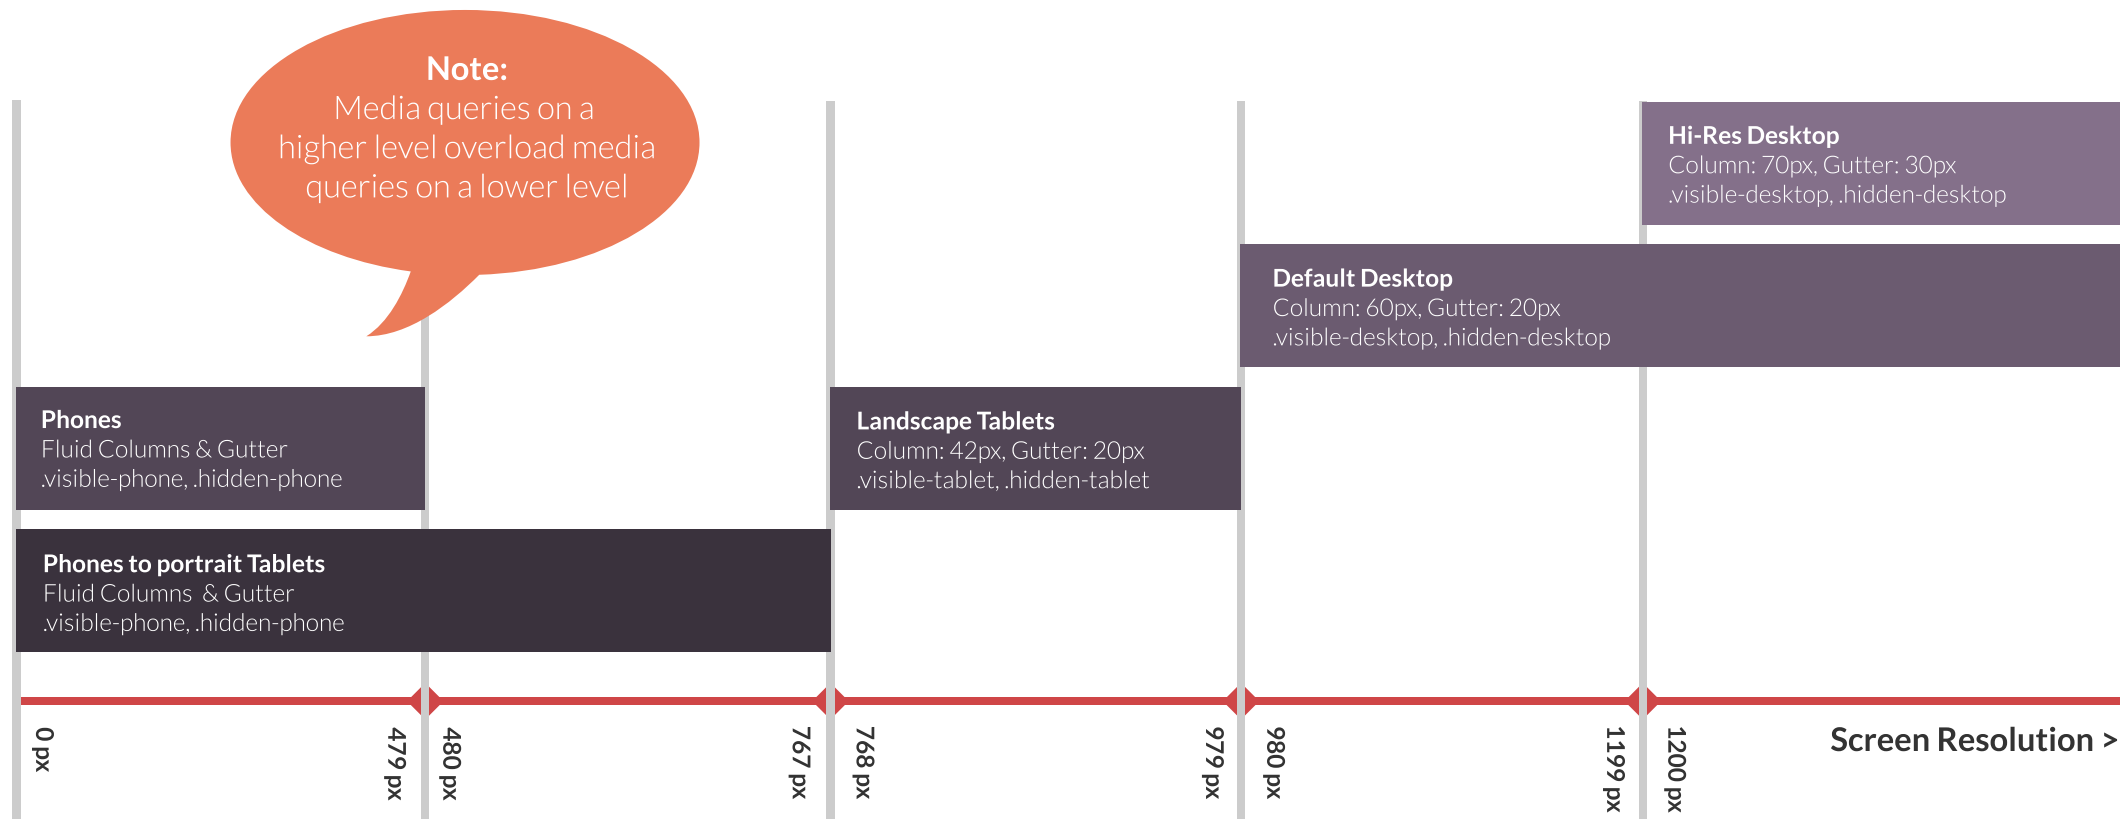 Note:
Media queries on a
higher level overload media
queries on a lower level
Hi-Res Desktop
Column: 70px, Gutter: 30px
.visible-desktop, .hidden-desktop
Default Desktop
Column: 60px, Gutter: 20px
.visible-desktop, .hidden-desktop
Phones
Fluid Columns & Gutter
.visible-phone, .hidden-phone
Landscape Tablets
Column: 42px, Gutter: 20px
.visible-tablet, .hidden-tablet
Phones to portrait Tablets
Fluid Columns & Gutter
.visible-phone, .hidden-phone
0 px
479 px
480 px
767 px
768 px
979 px
980 px
1199 px
1200 px
Screen Resolution >